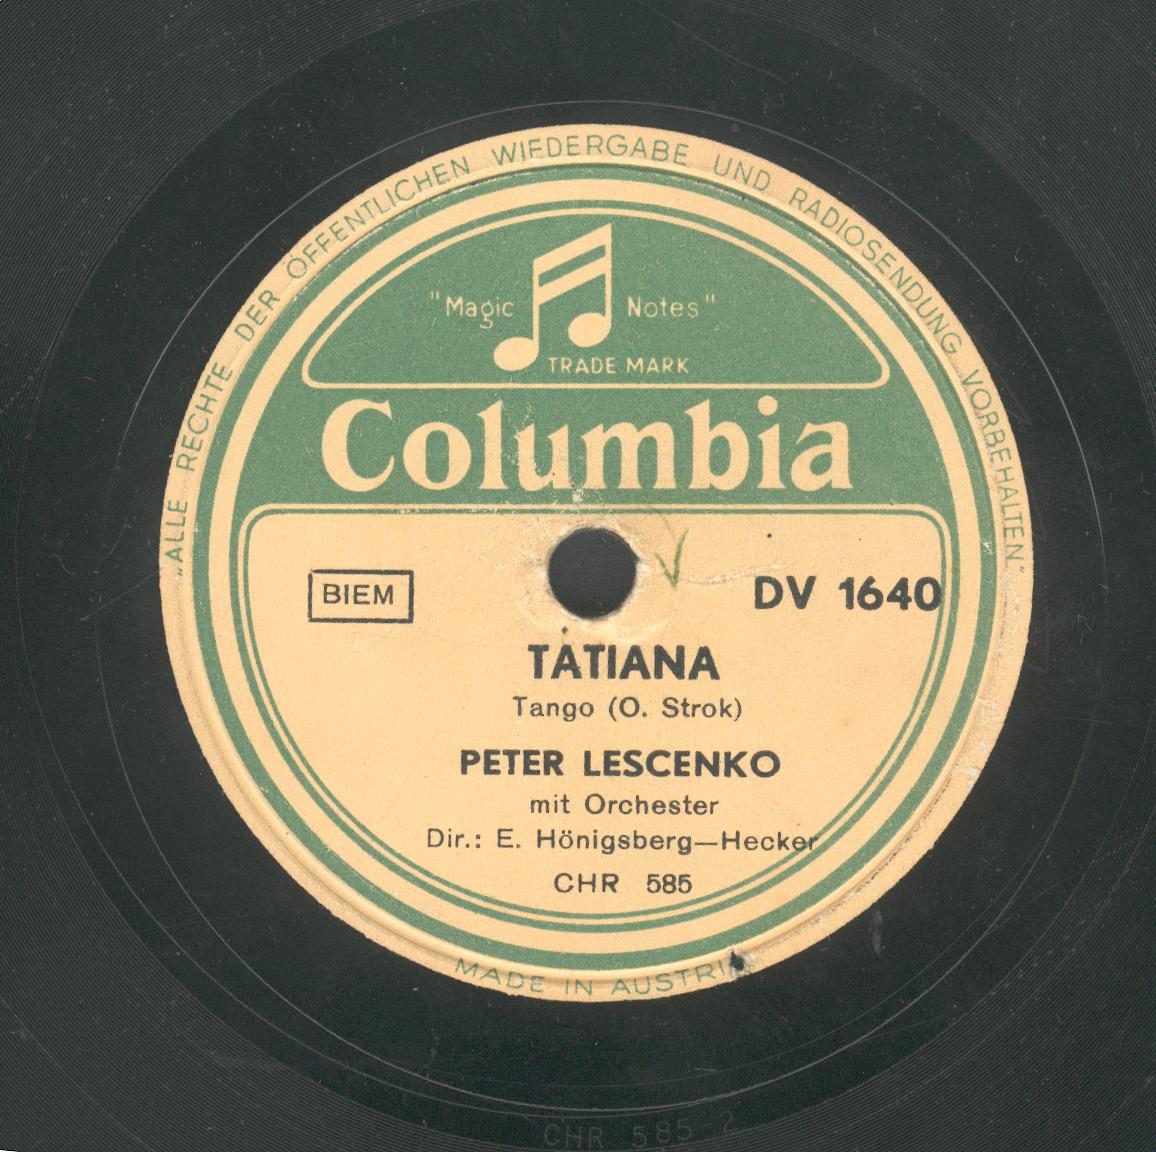 „ALLE RECHTE DER ÖFFENTLICHEN WIEDERGABE UND RADIOSENDUNG VORBEHALTEN.“
"Magic Notes"
TRADE MARK
Columbia
BIEM
DV 1640
TATIANA
Tango (O. Strok)
PETER LESCENKO
mit Orchester
Dir.: E. Hönigsberg—Hecker
CHR 585
MADE IN AUSTRIA
CHR 585-2